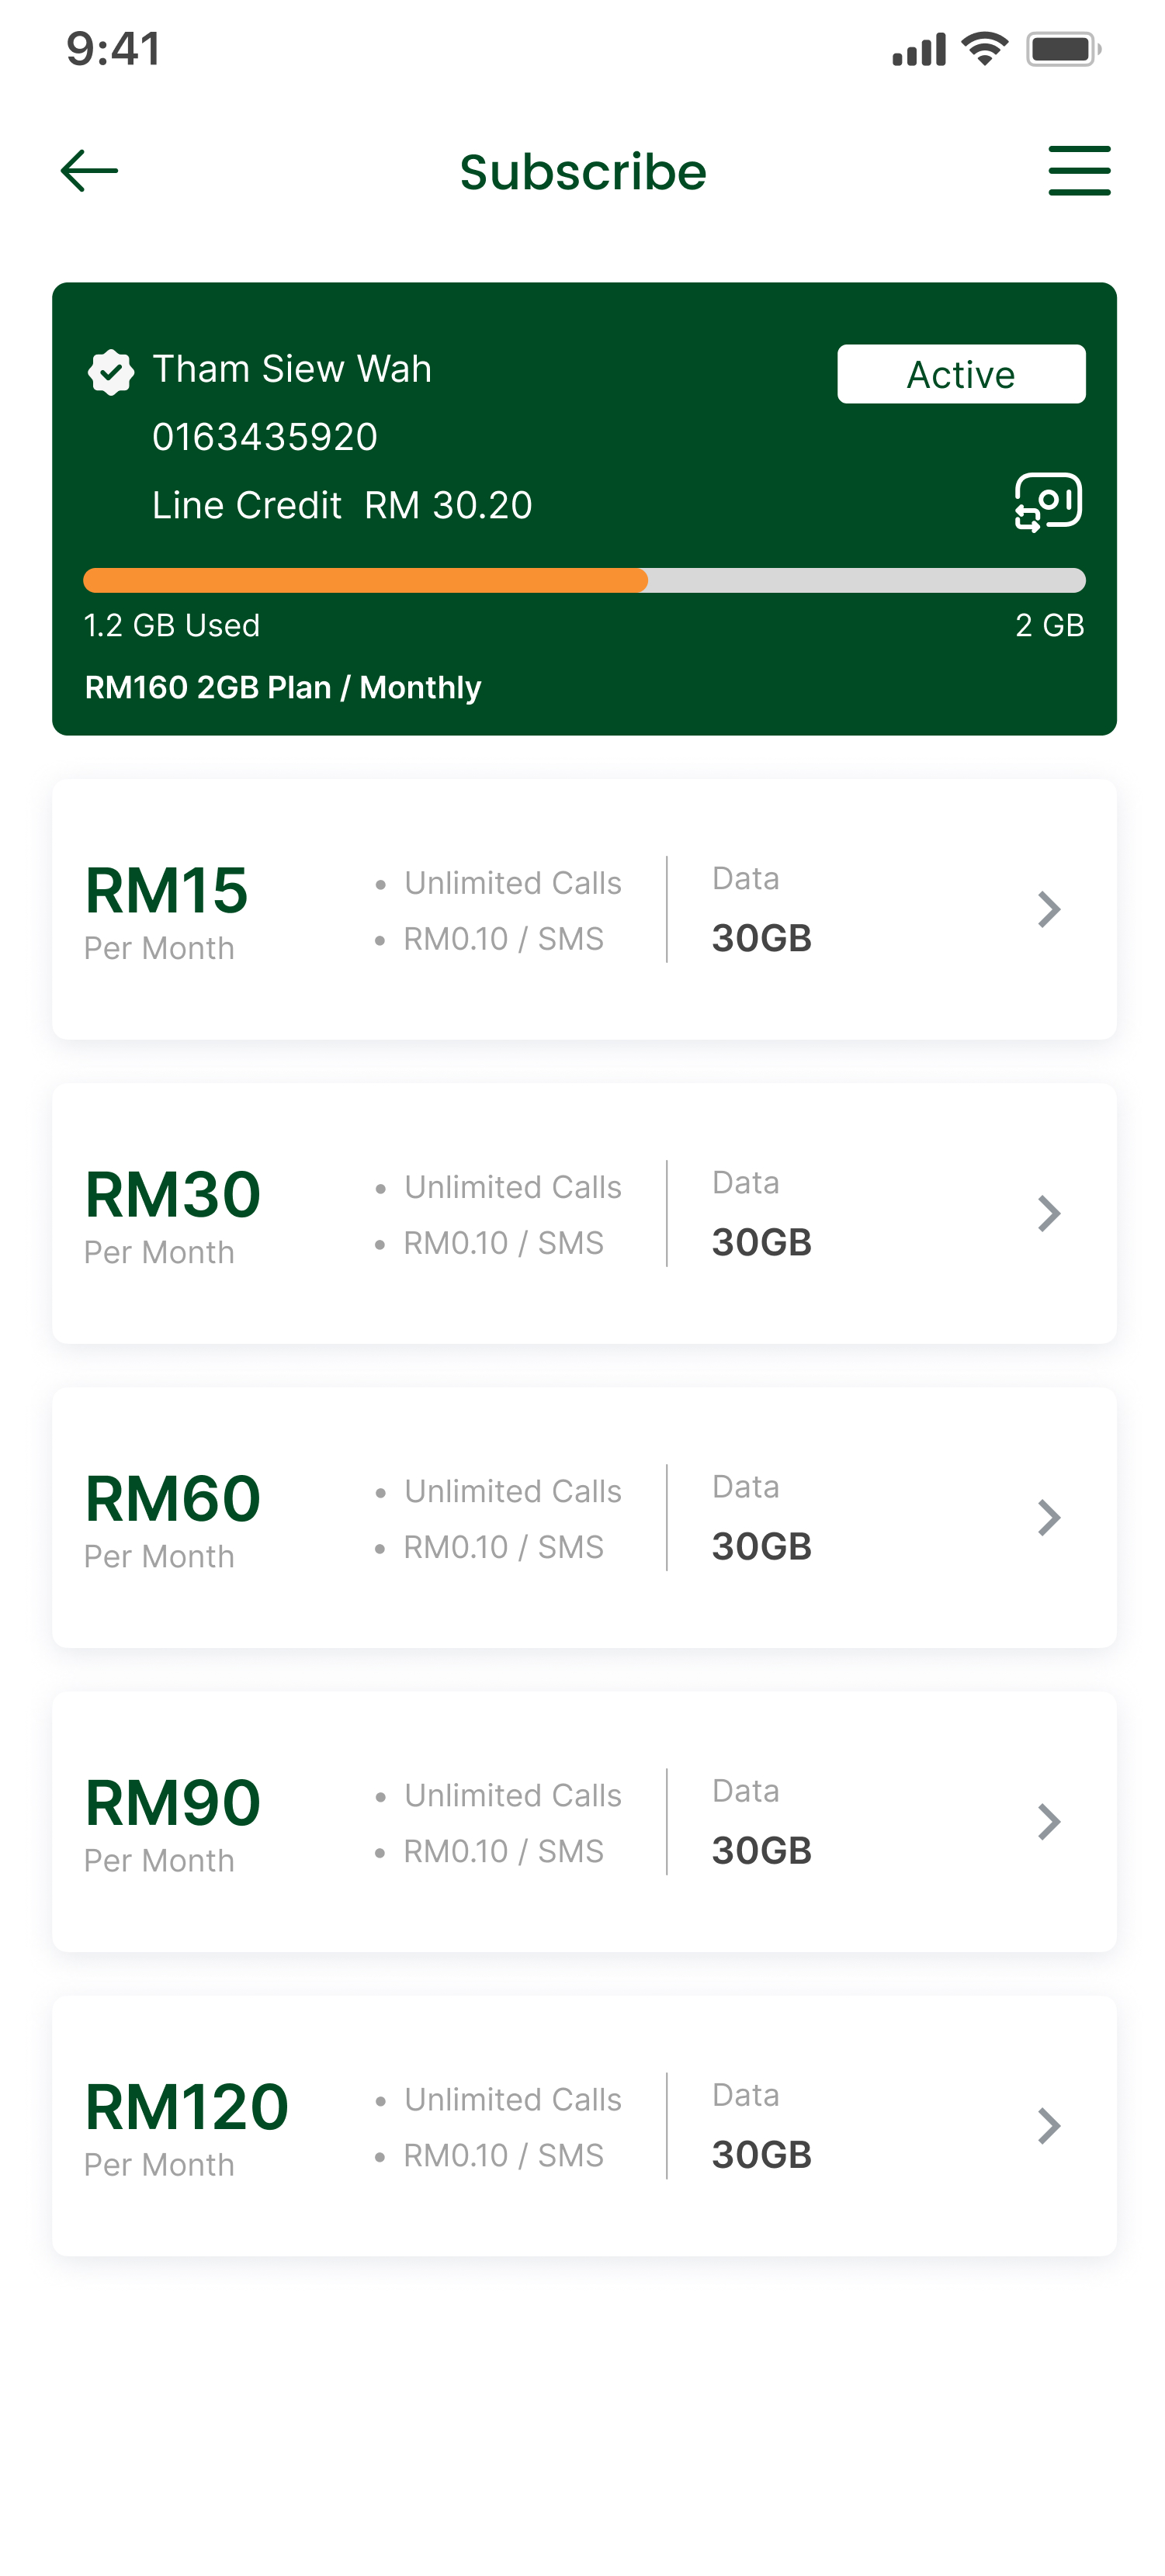 9:41
Subscribe
Tham Siew Wah
Active
0163435920
Line Credit RM 30.20
1.2 GB Used
2 GB
RM160 2GB Plan / Monthly
RM15
Per Month
• Unlimited Calls
• RM0.10 / SMS
Data
30GB
RM30
Per Month
• Unlimited Calls
• RM0.10 / SMS
Data
30GB
RM60
Per Month
• Unlimited Calls
• RM0.10 / SMS
Data
30GB
RM90
Per Month
• Unlimited Calls
• RM0.10 / SMS
Data
30GB
RM120
Per Month
• Unlimited Calls
• RM0.10 / SMS
Data
30GB